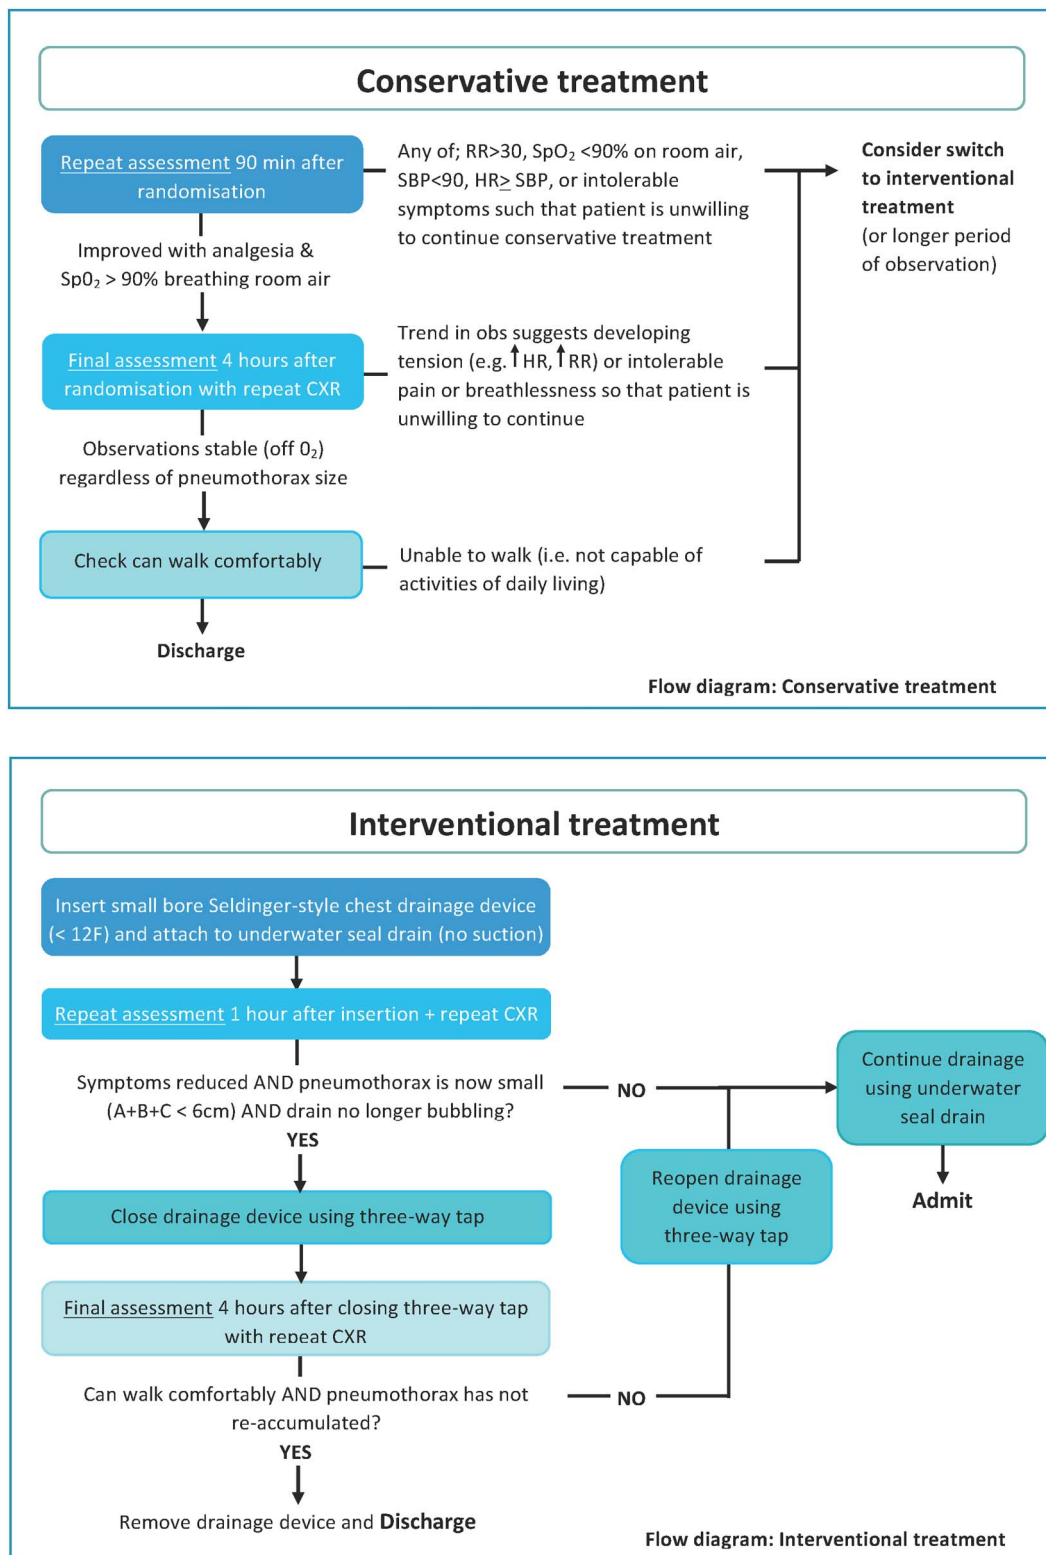 Conservative treatment
Repeat assessment 90 min after
randomisation
Any of; RR>30, SpO₂ <90% on room air,
SBP<90, HR≥ SBP, or intolerable
symptoms such that patient is unwilling
to continue conservative treatment
Consider switch
to interventional
treatment
(or longer period
of observation)
Improved with analgesia &
Sp0₂ > 90% breathing room air
Final assessment 4 hours after
randomisation with repeat CXR
Trend in obs suggests developing
tension (e.g.↑HR,↑RR) or intolerable
pain or breathlessness so that patient is
unwilling to continue
Observations stable (off 0₂)
regardless of pneumothorax size
Check can walk comfortably
Unable to walk (i.e. not capable of
activities of daily living)
Discharge
Flow diagram: Conservative treatment
Interventional treatment
Insert small bore Seldinger-style chest drainage device
(< 12F) and attach to underwater seal drain (no suction)
Repeat assessment 1 hour after insertion + repeat CXR
Symptoms reduced AND pneumothorax is now small
(A+B+C < 6cm) AND drain no longer bubbling?
NO
Continue drainage
using underwater
seal drain
Admit
YES
Reopen drainage
device using
three-way tap
Close drainage device using three-way tap
Final assessment 4 hours after closing three-way tap
with repeat CXR
Can walk comfortably AND pneumothorax has not
re-accumulated?
NO
YES
Remove drainage device and Discharge
Flow diagram: Interventional treatment